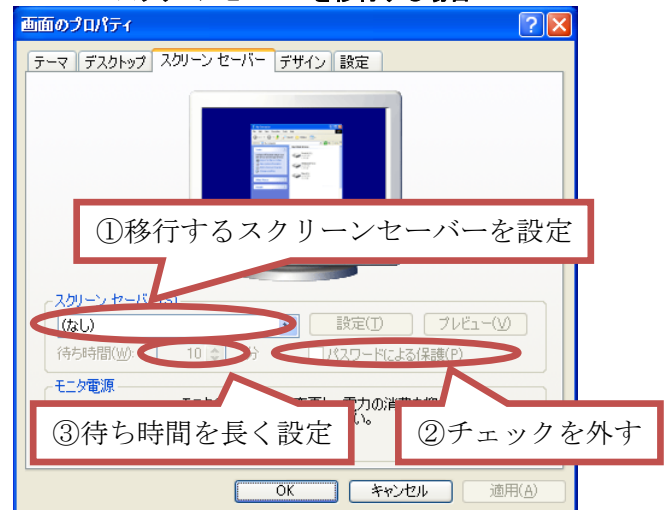 画面のプロパティ
テーマ デスクトップ スクリーン セーバー デザイン 設定
①移行するスクリーンセーバーを設定
スクリーン セーバー(S)
(なし)
設定(T) プレビュー(V)
待ち時間(W): 10 分 パスワードによる保護(P)
モニタ電源
③待ち時間を長く設定
②チェックを外す
OK キャンセル 適用(A)